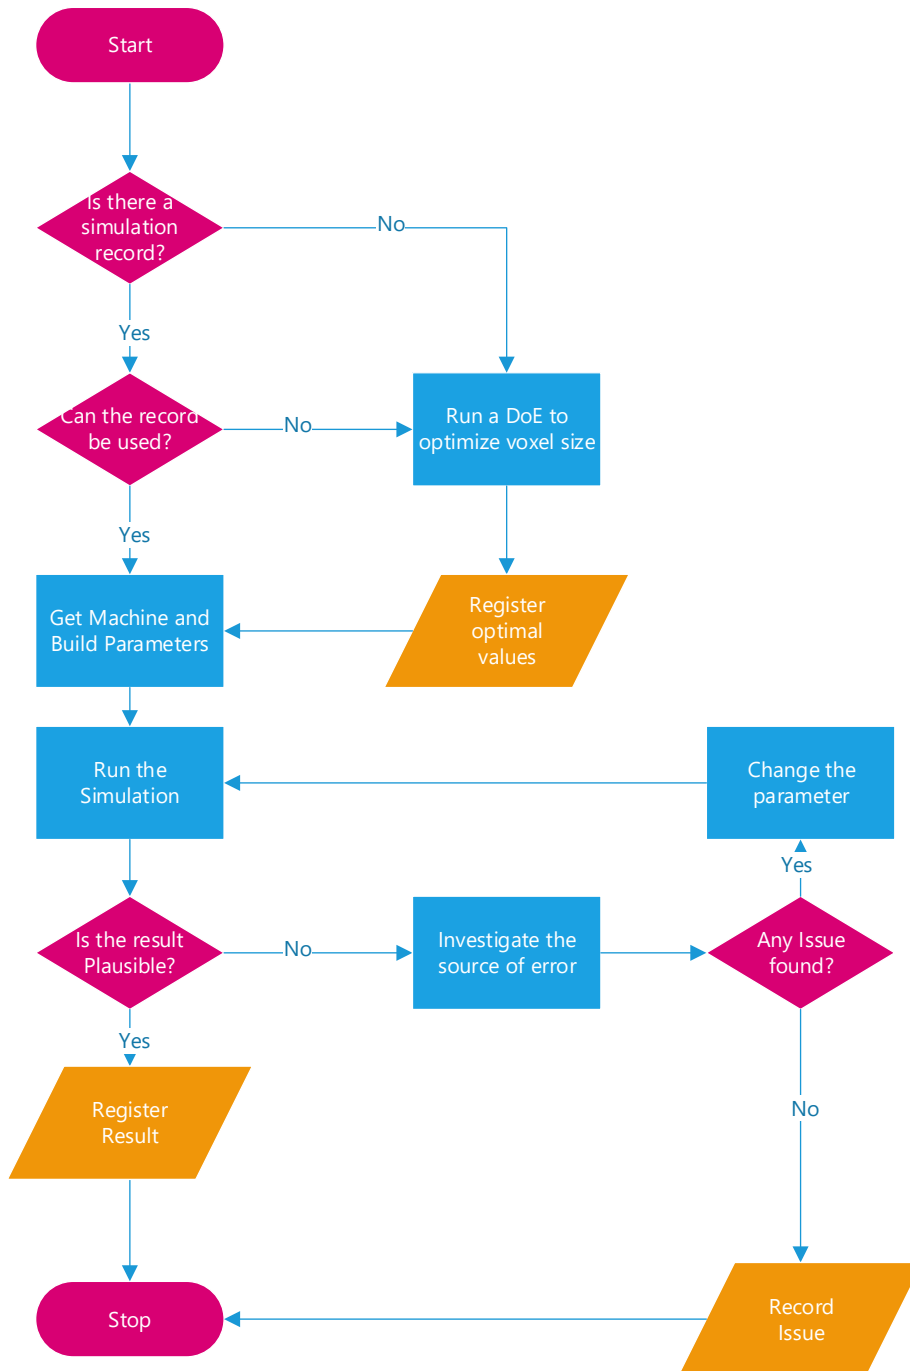 Start
Is there a
simulation
record?
No
Yes
Can the record
be used?
No
Run a DoE to
optimize voxel size
Yes
Get Machine and
Build Parameters
Register
optimal
values
Run the
Simulation
Change the
parameter
Yes
Is the result
Plausible?
No
Investigate the
source of error
Any Issue
found?
Yes
Register
Result
No
Stop
Record
Issue